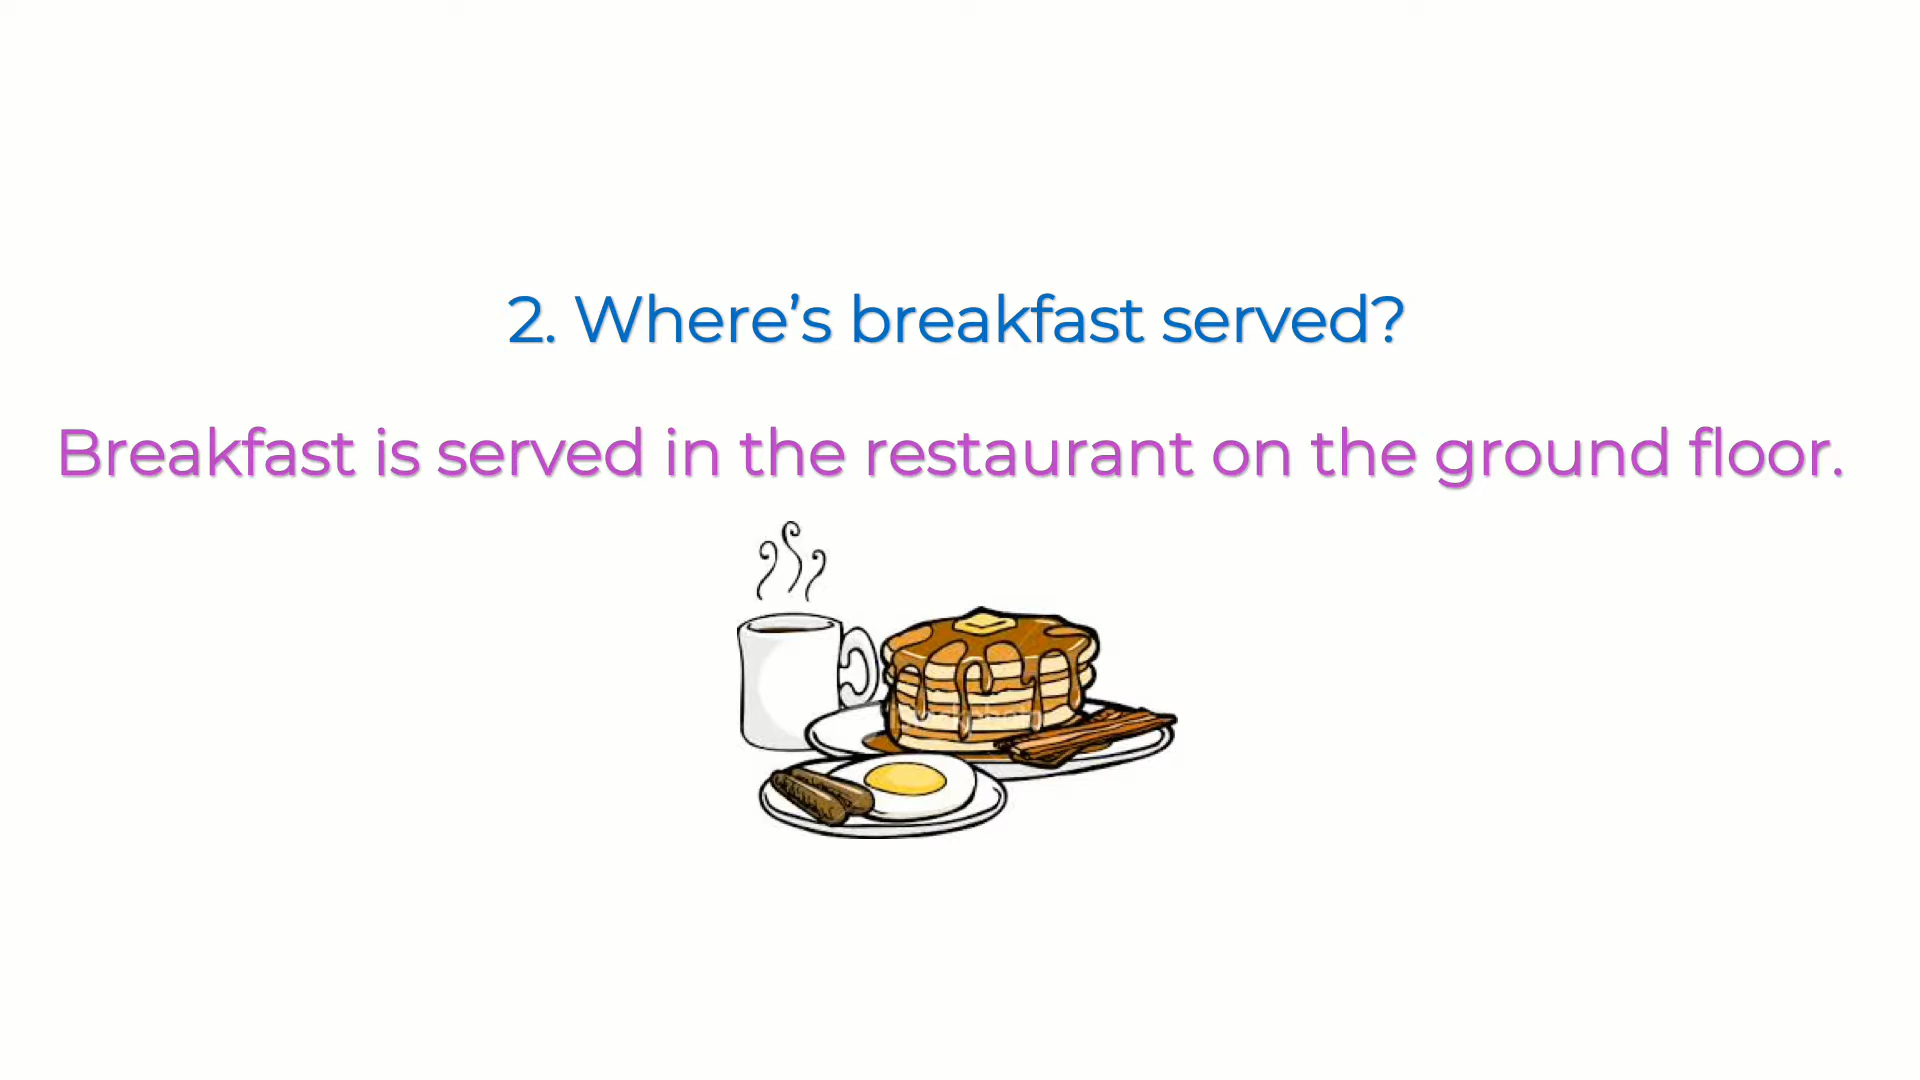 2. Where’s breakfast served?
Breakfast is served in the restaurant on the ground floor.